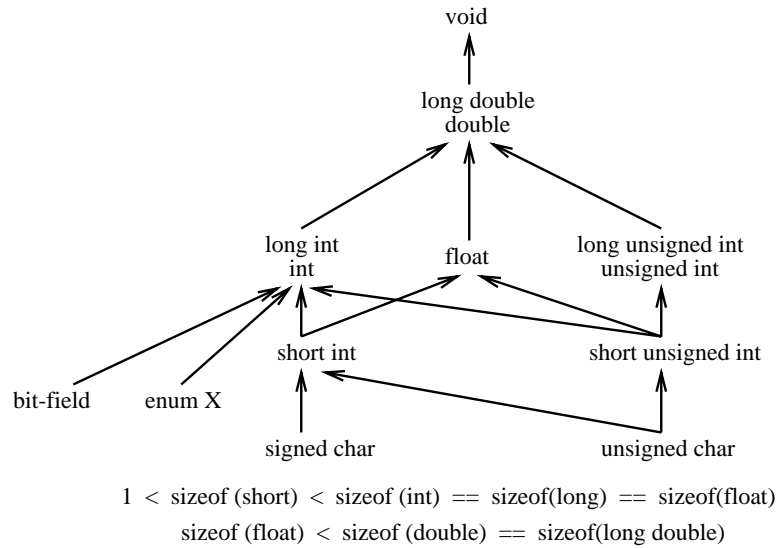 void
long double
double
long int
int
float
long unsigned int
unsigned int
short int
short unsigned int
bit-field
enum X
signed char
unsigned char
1 < sizeof (short) < sizeof (int) == sizeof(long) == sizeof(float)
sizeof (float) < sizeof (double) == sizeof(long double)